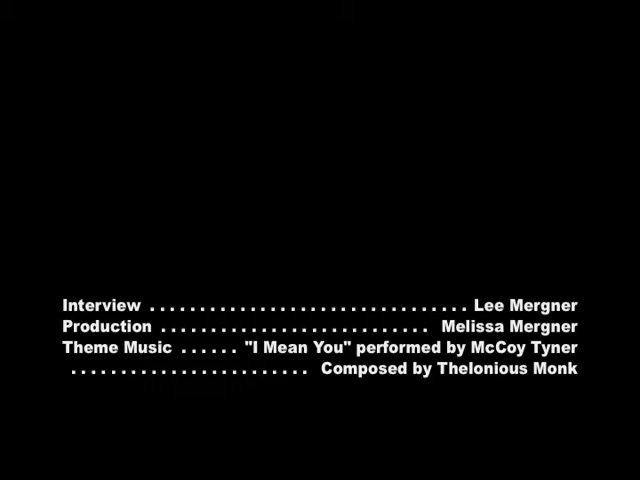 Interview ................................ Lee Mergner
Production ........................... Melissa Mergner
Theme Music ...... "I Mean You" performed by McCoy Tyner
........................ Composed by Thelonious Monk